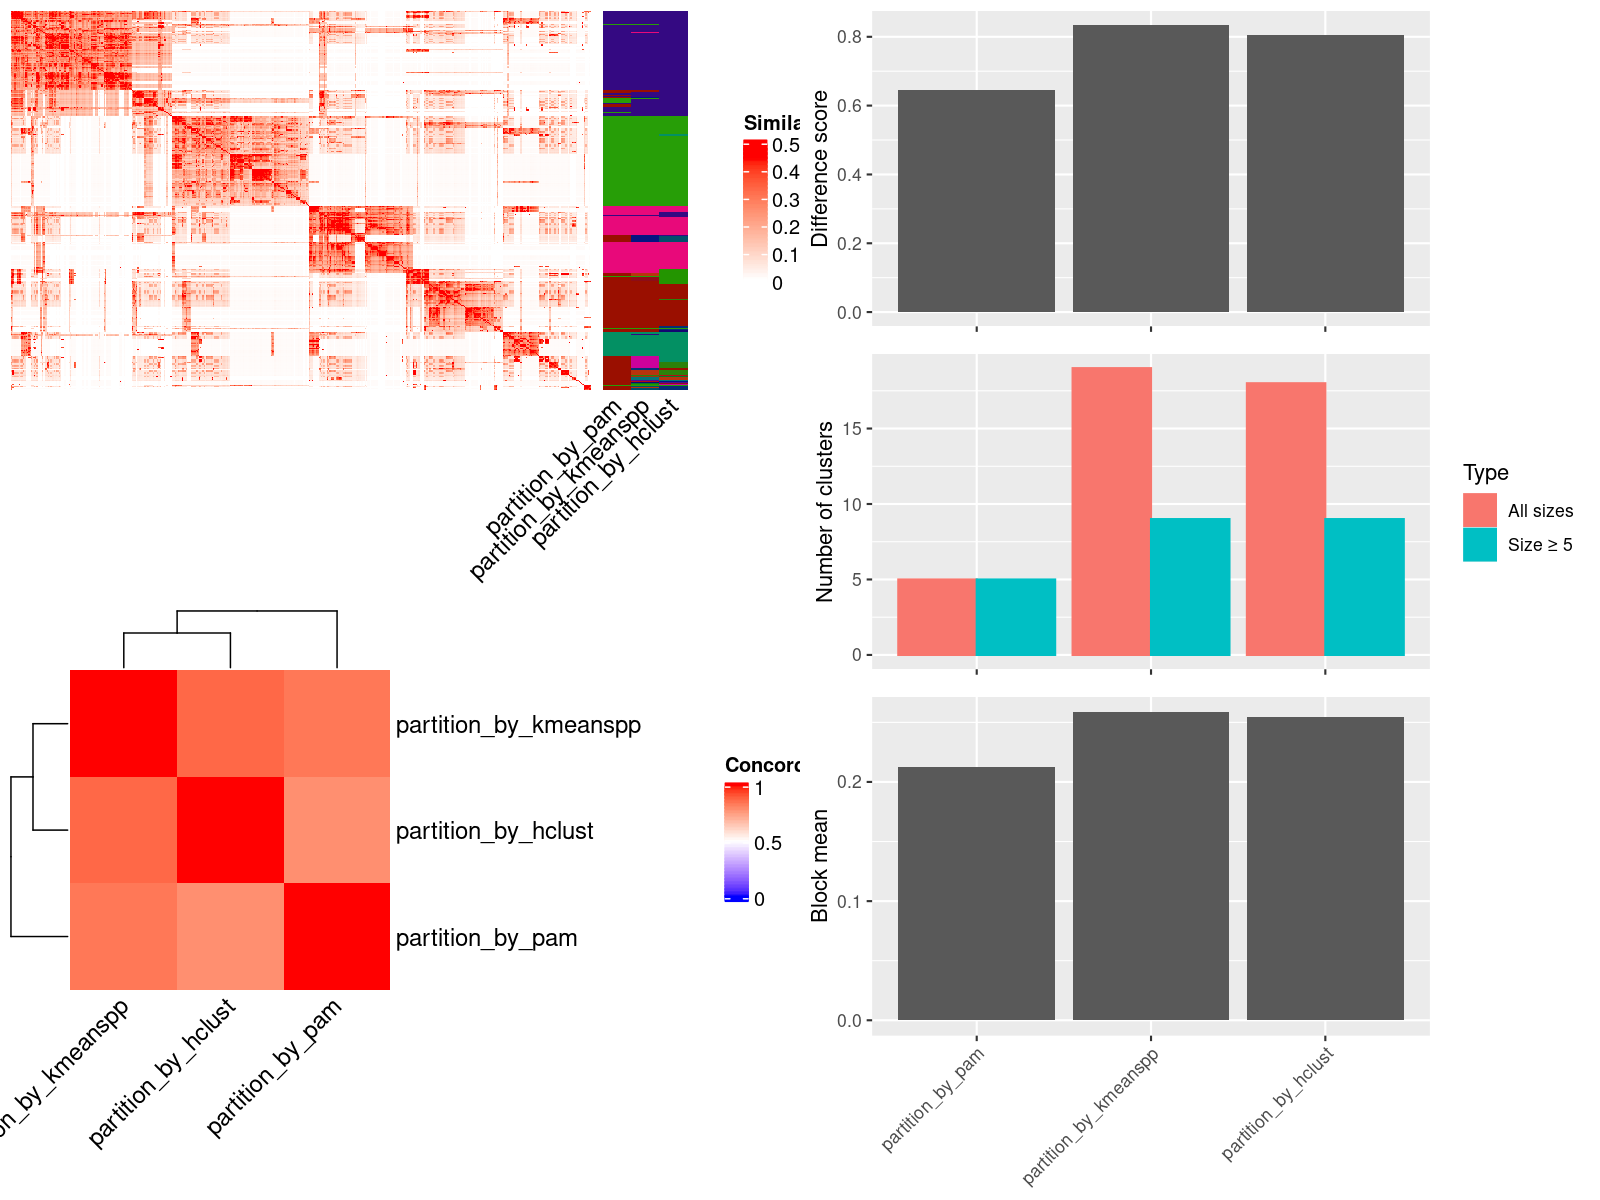 Simila
0.5
0.4
0.3
0.2
0.1
0
partition_by_pam
partition_by_kmeanspp
partition_by_hclust
partition_by_kmeanspp
partition_by_hclust
partition_by_pam
on_by_kmeanspp
partition_by_hclust
partition_by_pam
Concord
1
0.5
0
Difference score
0.8
0.6
0.4
0.2
0.0
Number of clusters
15
10
5
0
Type
All sizes
Size ≥ 5
Block mean
0.2
0.1
0.0
partition_by_pam
partition_by_kmeanspp
partition_by_hclust